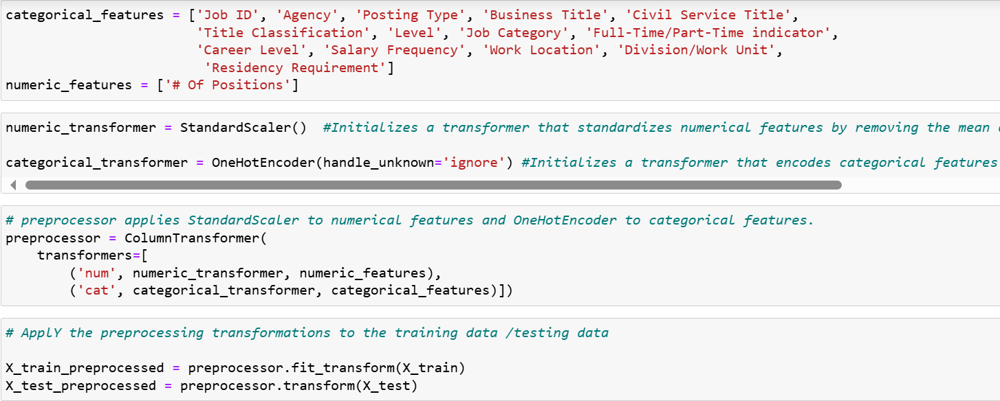 categorical_features = ['Job ID', 'Agency', 'Posting Type', 'Business Title', 'Civil Service Title',
                        'Title Classification', 'Level', 'Job Category', 'Full-Time/Part-Time indicator',
                        'Career Level', 'Salary Frequency', 'Work Location', 'Division/Work Unit',
                         'Residency Requirement']
numeric_features = ['# Of Positions']
numeric_transformer = StandardScaler()  #Initializes a transformer that standardizes numerical features by removing the mean
categorical_transformer = OneHotEncoder(handle_unknown='ignore') #Initializes a transformer that encodes categorical features
# preprocessor applies StandardScaler to numerical features and OneHotEncoder to categorical features.
preprocessor = ColumnTransformer(
    transformers=[
        ('num', numeric_transformer, numeric_features),
        ('cat', categorical_transformer, categorical_features)])
# ApplY the preprocessing transformations to the training data /testing data
X_train_preprocessed = preprocessor.fit_transform(X_train)
X_test_preprocessed = preprocessor.transform(X_test)